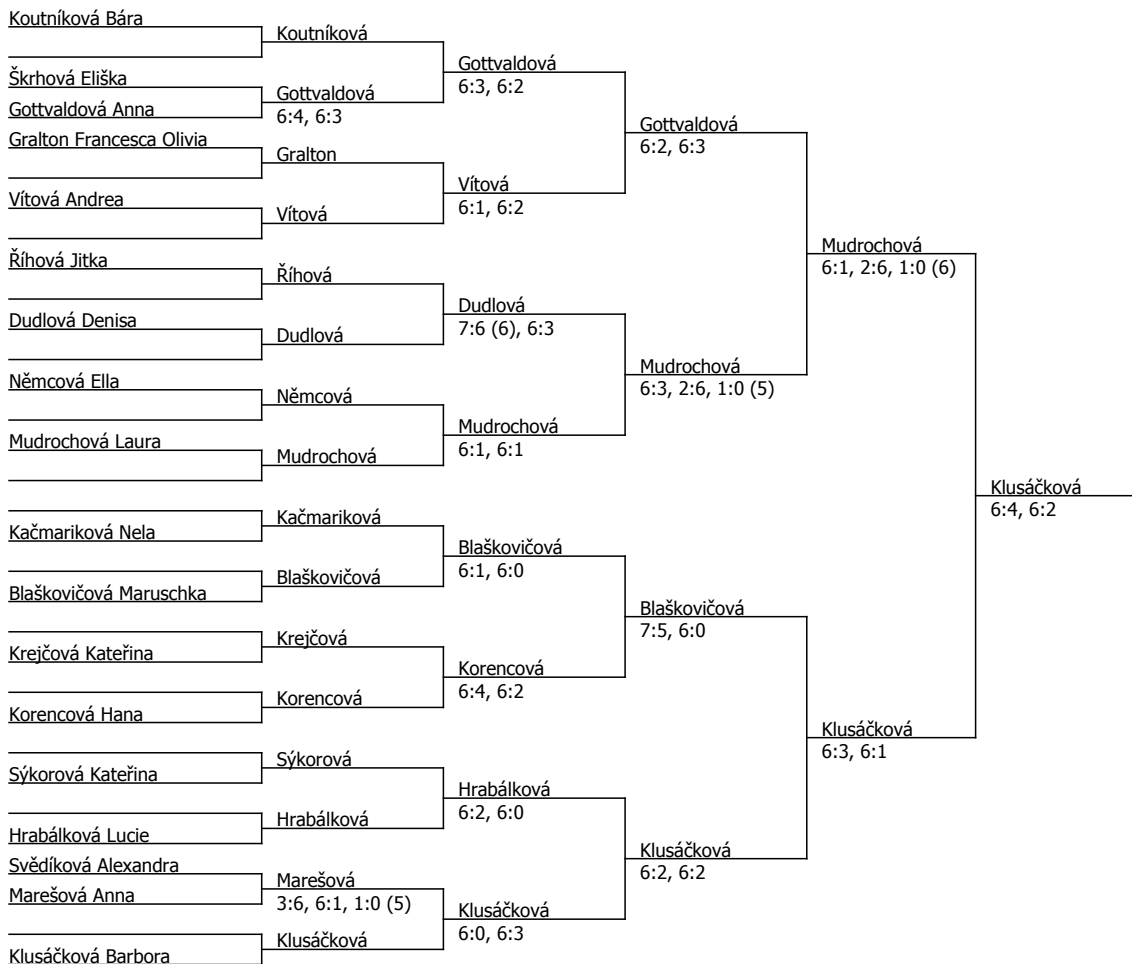 Koutníková Bára
Škrhová Eliška
Gottvaldová Anna
Gralton Francesca Olivia
Vítová Andrea
Říhová Jitka
Dudlová Denisa
Němcová Ella
Mudrochová Laura
Kačmariková Nela
Blaškovičová Maruschka
Krejčová Kateřina
Korencová Hana
Sýkorová Kateřina
Hrabálková Lucie
Svědíková Alexandra
Marešová Anna
Klusáčková Barbora
Koutníková
Gottvaldová
6:4, 6:3
Gralton
Vítová
Říhová
Dudlová
Němcová
Mudrochová
Kačmariková
Blaškovičová
Krejčová
Korencová
Sýkorová
Hrabálková
Marešová
3:6, 6:1, 1:0 (5)
Klusáčková
Gottvaldová
6:3, 6:2
Vítová
6:1, 6:2
Dudlová
7:6 (6), 6:3
Mudrochová
6:1, 6:1
Blaškovičová
6:1, 6:0
Korencová
6:4, 6:2
Hrabálková
6:2, 6:0
Klusáčková
6:0, 6:3
Gottvaldová
6:2, 6:3
Mudrochová
6:3, 2:6, 1:0 (5)
Blaškovičová
7:5, 6:0
Klusáčková
6:2, 6:2
Mudrochová
6:1, 2:6, 1:0 (6)
Klusáčková
6:3, 6:1
Klusáčková
6:4, 6:2